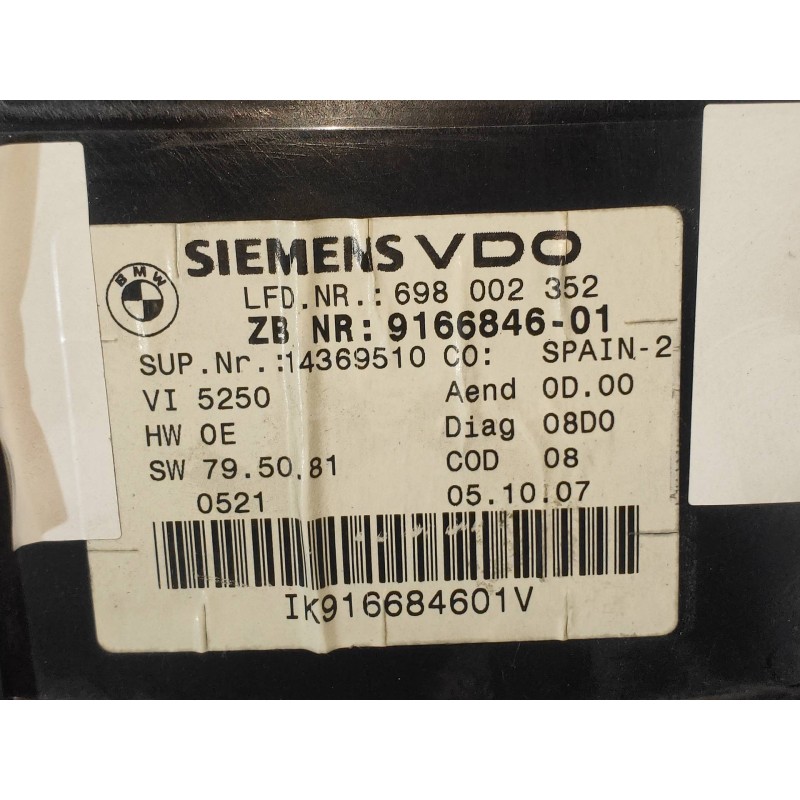 BMW
SIEMENS VDO
LFD.NR.: 698 002 352
ZB NR: 9166846-01
SUP.Nr.:14369510 CO: SPAIN-2
VI 5250 Aend 0D.00
HW 0E Diag 08D0
SW 79.50.81 COD 08
0521 05.10.07
IK916684601V